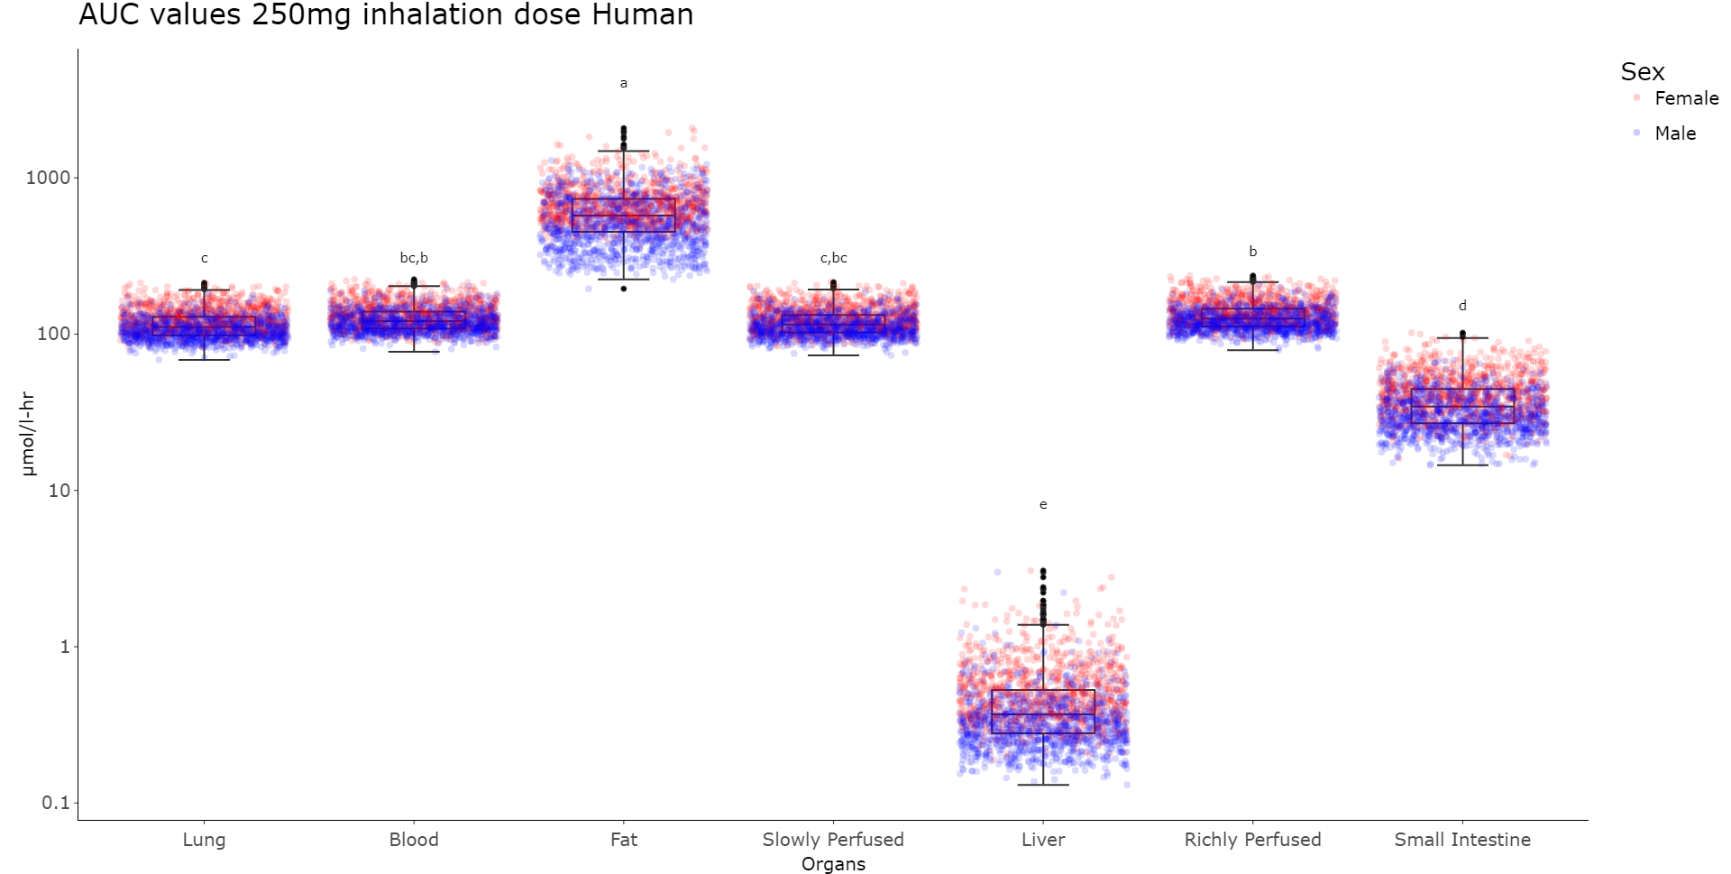 AUC values 250mg inhalation dose Human
Sex
Female
Male
a
c
bc,b
c,bc
b
d
e
1000
100
10
1
0.1
µmol/l-hr
Lung
Blood
Fat
Slowly Perfused
Liver
Richly Perfused
Small Intestine
Organs